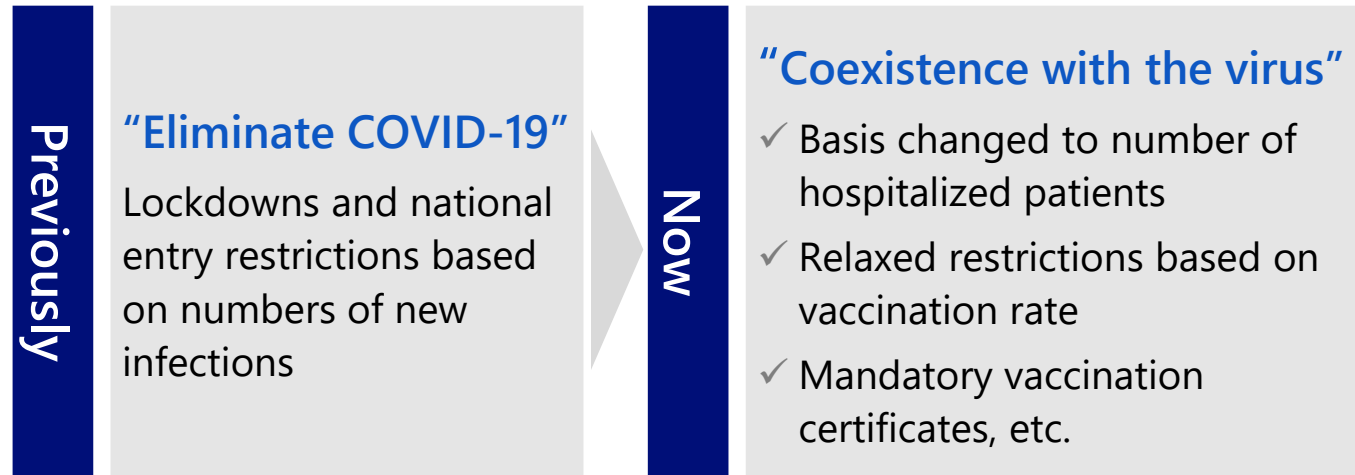 Previously
“Eliminate COVID-19”
Lockdowns and national
entry restrictions based
on numbers of new
infections
Now
“Coexistence with the virus”
✓ Basis changed to number of
hospitalized patients
✓ Relaxed restrictions based on
vaccination rate
✓ Mandatory vaccination
certificates, etc.